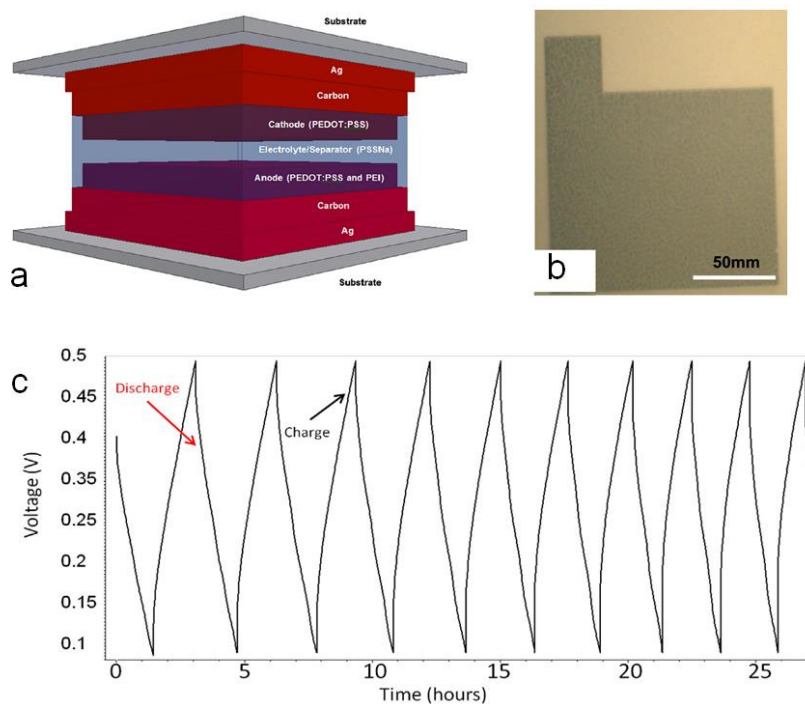 Substrate
Ag
Carbon
Cathode (PEDOT:PSS)
Electrolyte/Separator (PSSNa)
Anode (PEDOT:PSS and PEI)
Carbon
Ag
Substrate
a
50mm
b
c
0.5
0.45
0.4
0.35
0.25
0.2
0.15
0.1
Voltage (V)
Discharge
Charge
0 5 10 15 20 25
Time (hours)